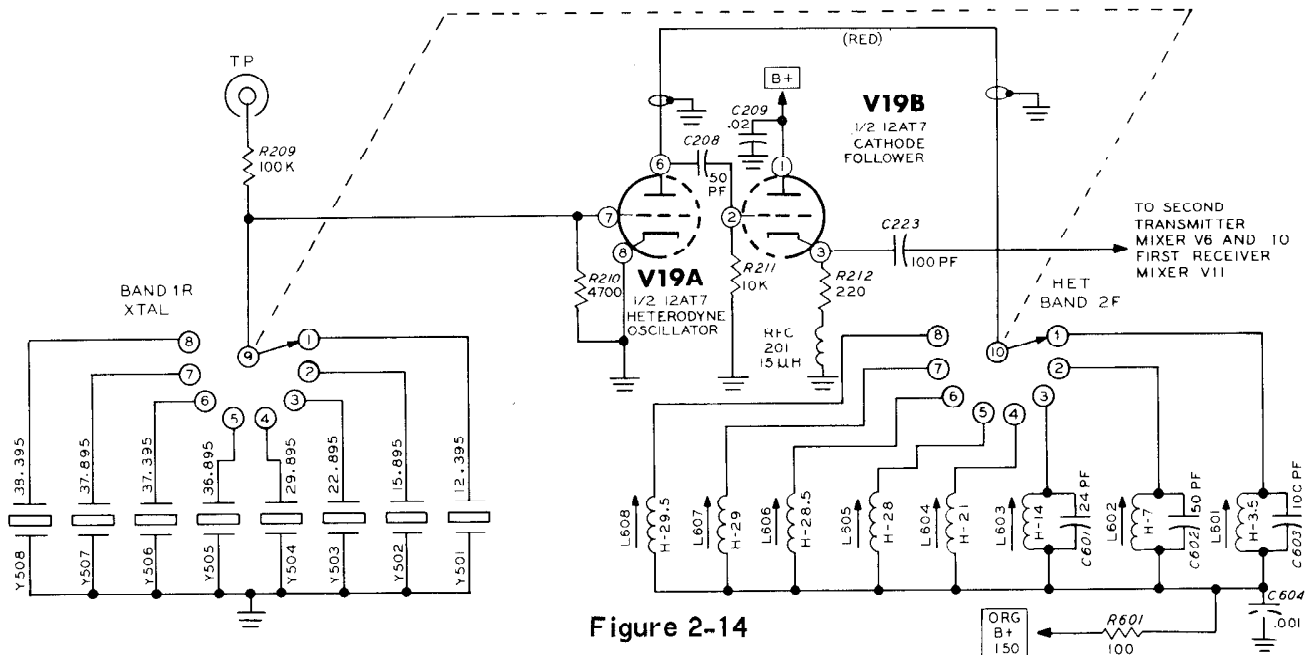 TP
R209
100K
(RED)
B+
C209
.02
V19B
1/2 12AT7
CATHODE
FOLLOWER
C208
50
PF
6
1
7
2
8
3
R210
4700
V19A
1/2 12AT7
HETERODYNE
OSCILLATOR
R211
10K
R212
220
RFC
201
15 µH
C223
100 PF
TO SECOND
TRANSMITTER
MIXER V6 AND TO
FIRST RECEIVER
MIXER V11
BAND 1R
XTAL
8
7
6
5
4
3
2
1
9
38.395
37.895
37.395
36.895
29.895
22.895
15.895
12.395
Y508
Y507
Y506
Y505
Y504
Y503
Y502
Y501
HET
BAND 2F
8
7
6
5
4
3
2
1
10
L608
H-29.5
L607
H-29
L606
H-28.5
L605
H-28
L604
H-21
L603
H-14
C601
24 PF
L602
H-7
C602
50 PF
L601
H-3.5
C603
100 PF
C604
.001
R601
100
ORG
B+
150
Figure 2-14